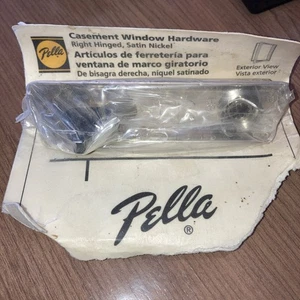 Pella
Casement Window Hardware
Right Hinged, Satin Nickel
Artículos de ferretería para
ventana de marco giratorio
De bisagra derecha, níquel satinado
Exterior View
Vista exterior
Pella
®